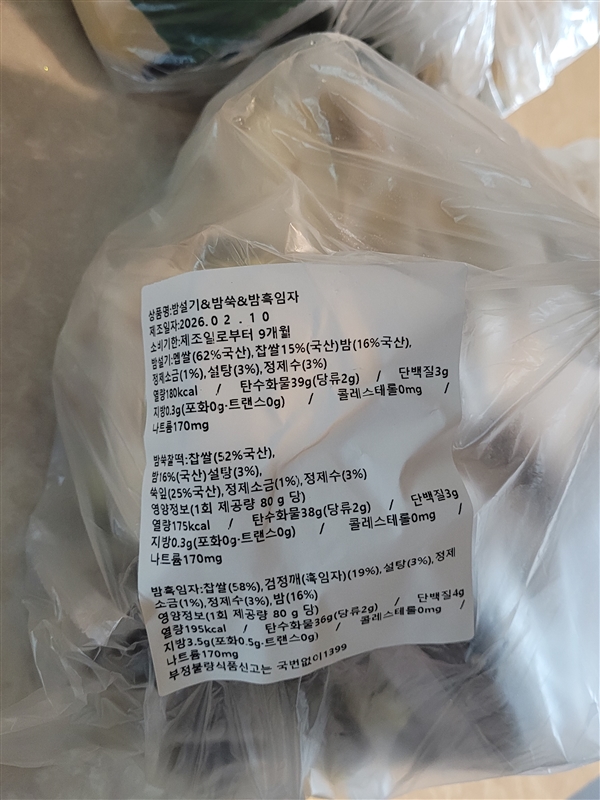 상품명:밤설기&밤쑥&밤흑임자
제조일자:2026.02.10
소비기한:제조일로부터 9개월
밤설기:멥쌀(62%국산),찹쌀15%(국산)밤(16%국산),
정제소금(1%),설탕(3%),정제수(3%)
열량180kcal / 탄수화물39g(당류2g) / 단백질3g
지방0.3g(포화0g·트랜스0g) / 콜레스테롤0mg /
나트륨170mg
밤쑥찰떡:찹쌀(52%국산),
밤16%(국산)설탕(3%),
쑥잎(25%국산),정제소금(1%),정제수(3%)
영양정보(1회 제공량 80 g 당)
열량175kcal / 탄수화물38g(당류2g) / 단백질3g
지방0.3g(포화0g·트랜스0g) / 콜레스테롤0mg /
나트륨170mg
밤흑임자:찹쌀(58%),검정깨(흑임자)(19%),설탕(3%),정제
소금(1%),정제수(3%),밤(16%)
영양정보(1회 제공량 80 g 당)
열량195kcal / 탄수화물36g(당류2g) / 단백질4g
지방3.5g(포화0.5g·트랜스0g) / 콜레스테롤0mg /
나트륨170mg
부정불량식품신고는 국번없이1399